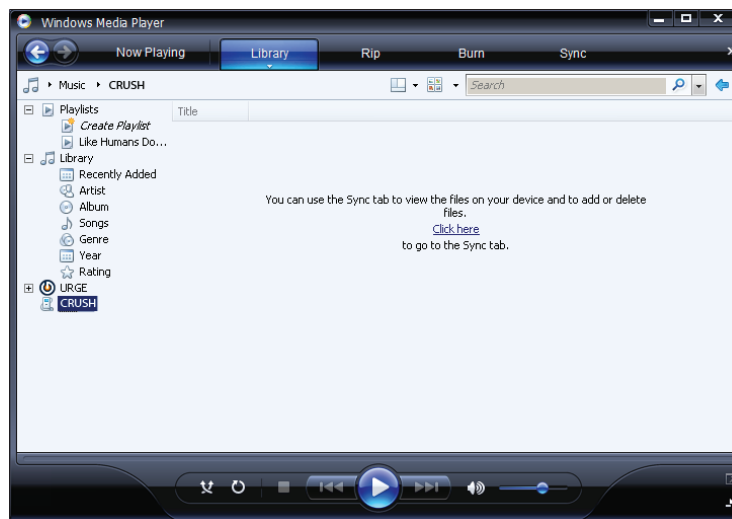 Windows Media Player
Now Playing Library Rip Burn Sync
Music CRUSH Search
Playlists Title
Create Playlist
Like Humans Do...
Library
Recently Added
Artist
Album
Songs
Genre
Year
Rating
URGE
CRUSH
You can use the Sync tab to view the files on your device and to add or delete
files.
Click here
to go to the Sync tab.